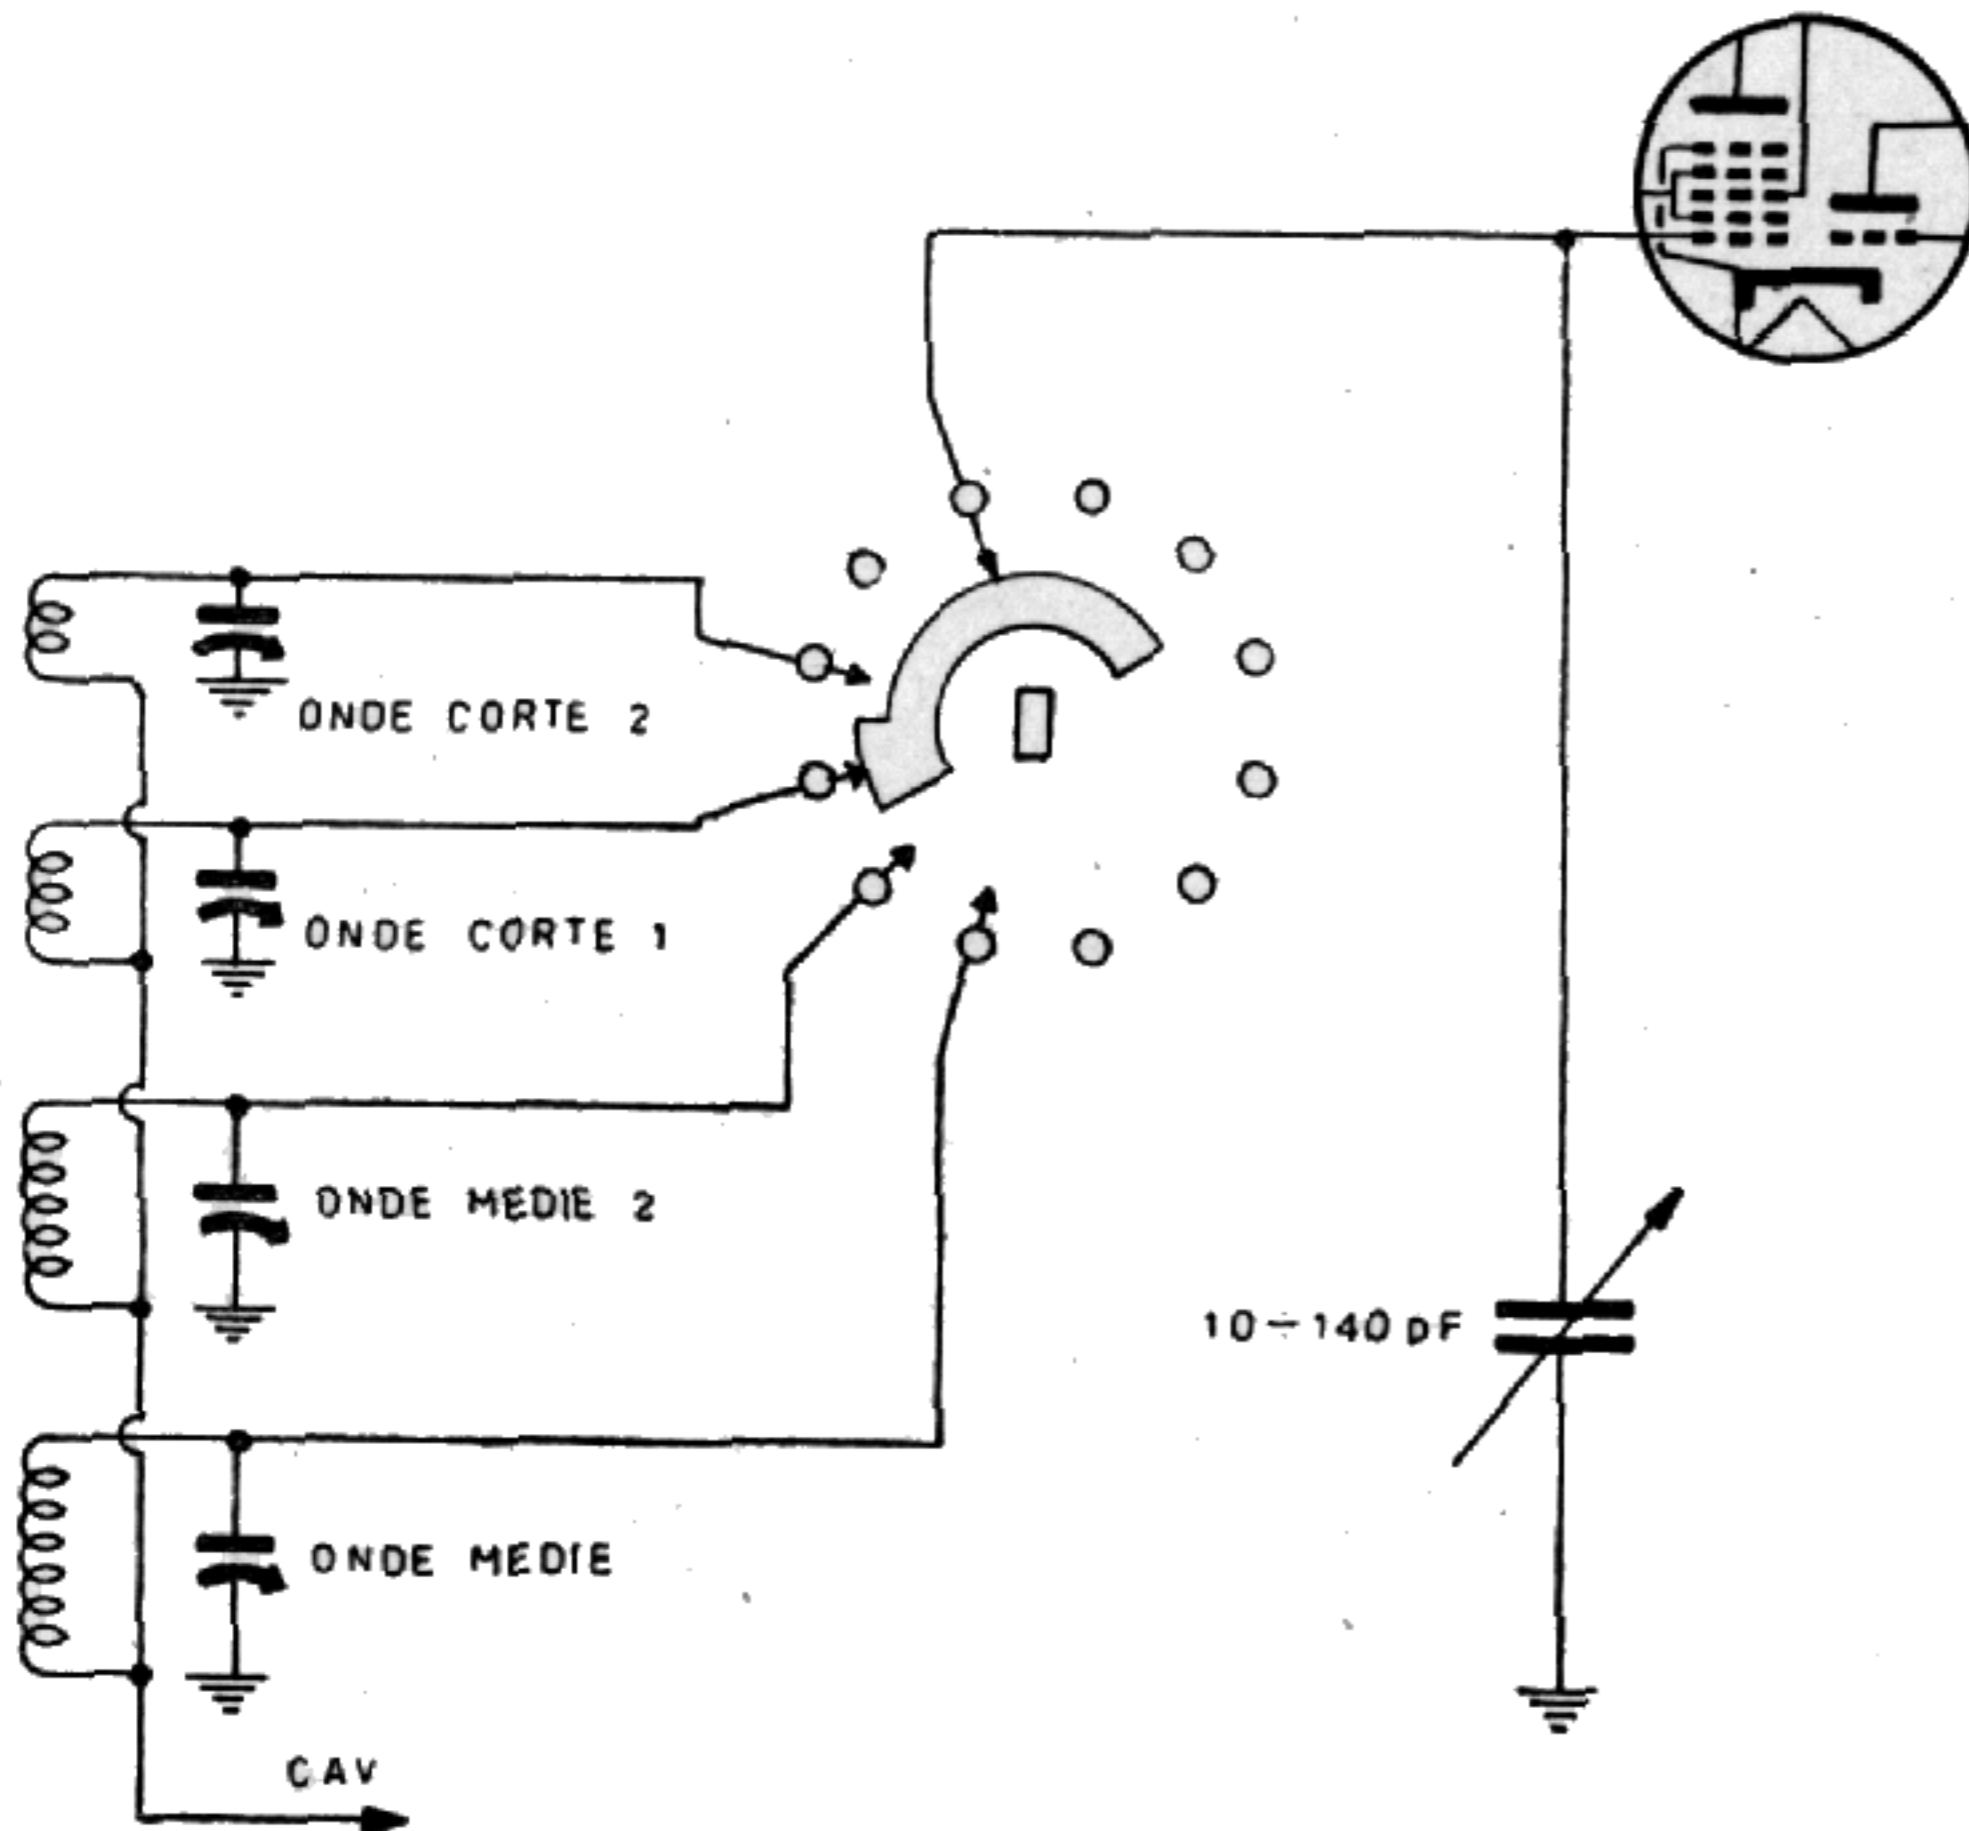 ONDE CORTE 2
ONDE CORTE 1
ONDE MEDIE 2
10-140 pF
ONDE MEDIE
CAV